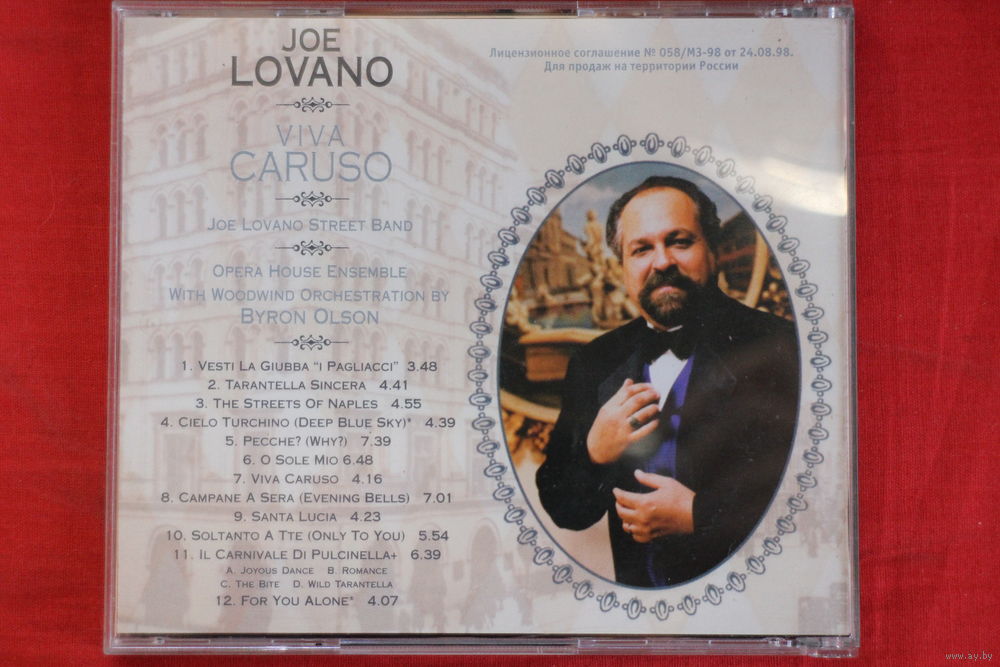 JOE
LOVANO
VIVA
CARUSO
JOE LOVANO STREET BAND
OPERA HOUSE ENSEMBLE
WITH WOODWIND ORCHESTRATION BY
BYRON OLSON
1. VESTI LA GIUBBA "I PAGLIACCI" 3.48
2. TARANTELLA SINCERA 4.41
3. THE STREETS OF NAPLES 4.55
4. CIELO TURCHINO (DEEP BLUE SKY)* 4.39
5. PECCHE? (WHY?) 7.39
6. O SOLE MIO 6.48
7. VIVA CARUSO 4.16
8. CAMPANE A SERA (EVENING BELLS) 7.01
9. SANTA LUCIA 4.23
10. SOLTANTO A TTE (ONLY TO YOU) 5.54
11. IL CARNIVALE DI PULCINELLA+ 6.39
A. JOYOUS DANCE B. ROMANCE
C. THE BITE D. WILD TARANTELLA
12. FOR YOU ALONE* 4.07
Лицензионное соглашение № 058/МЗ-98 от 24.08.98.
Для продаж на территории России
www.ay.by